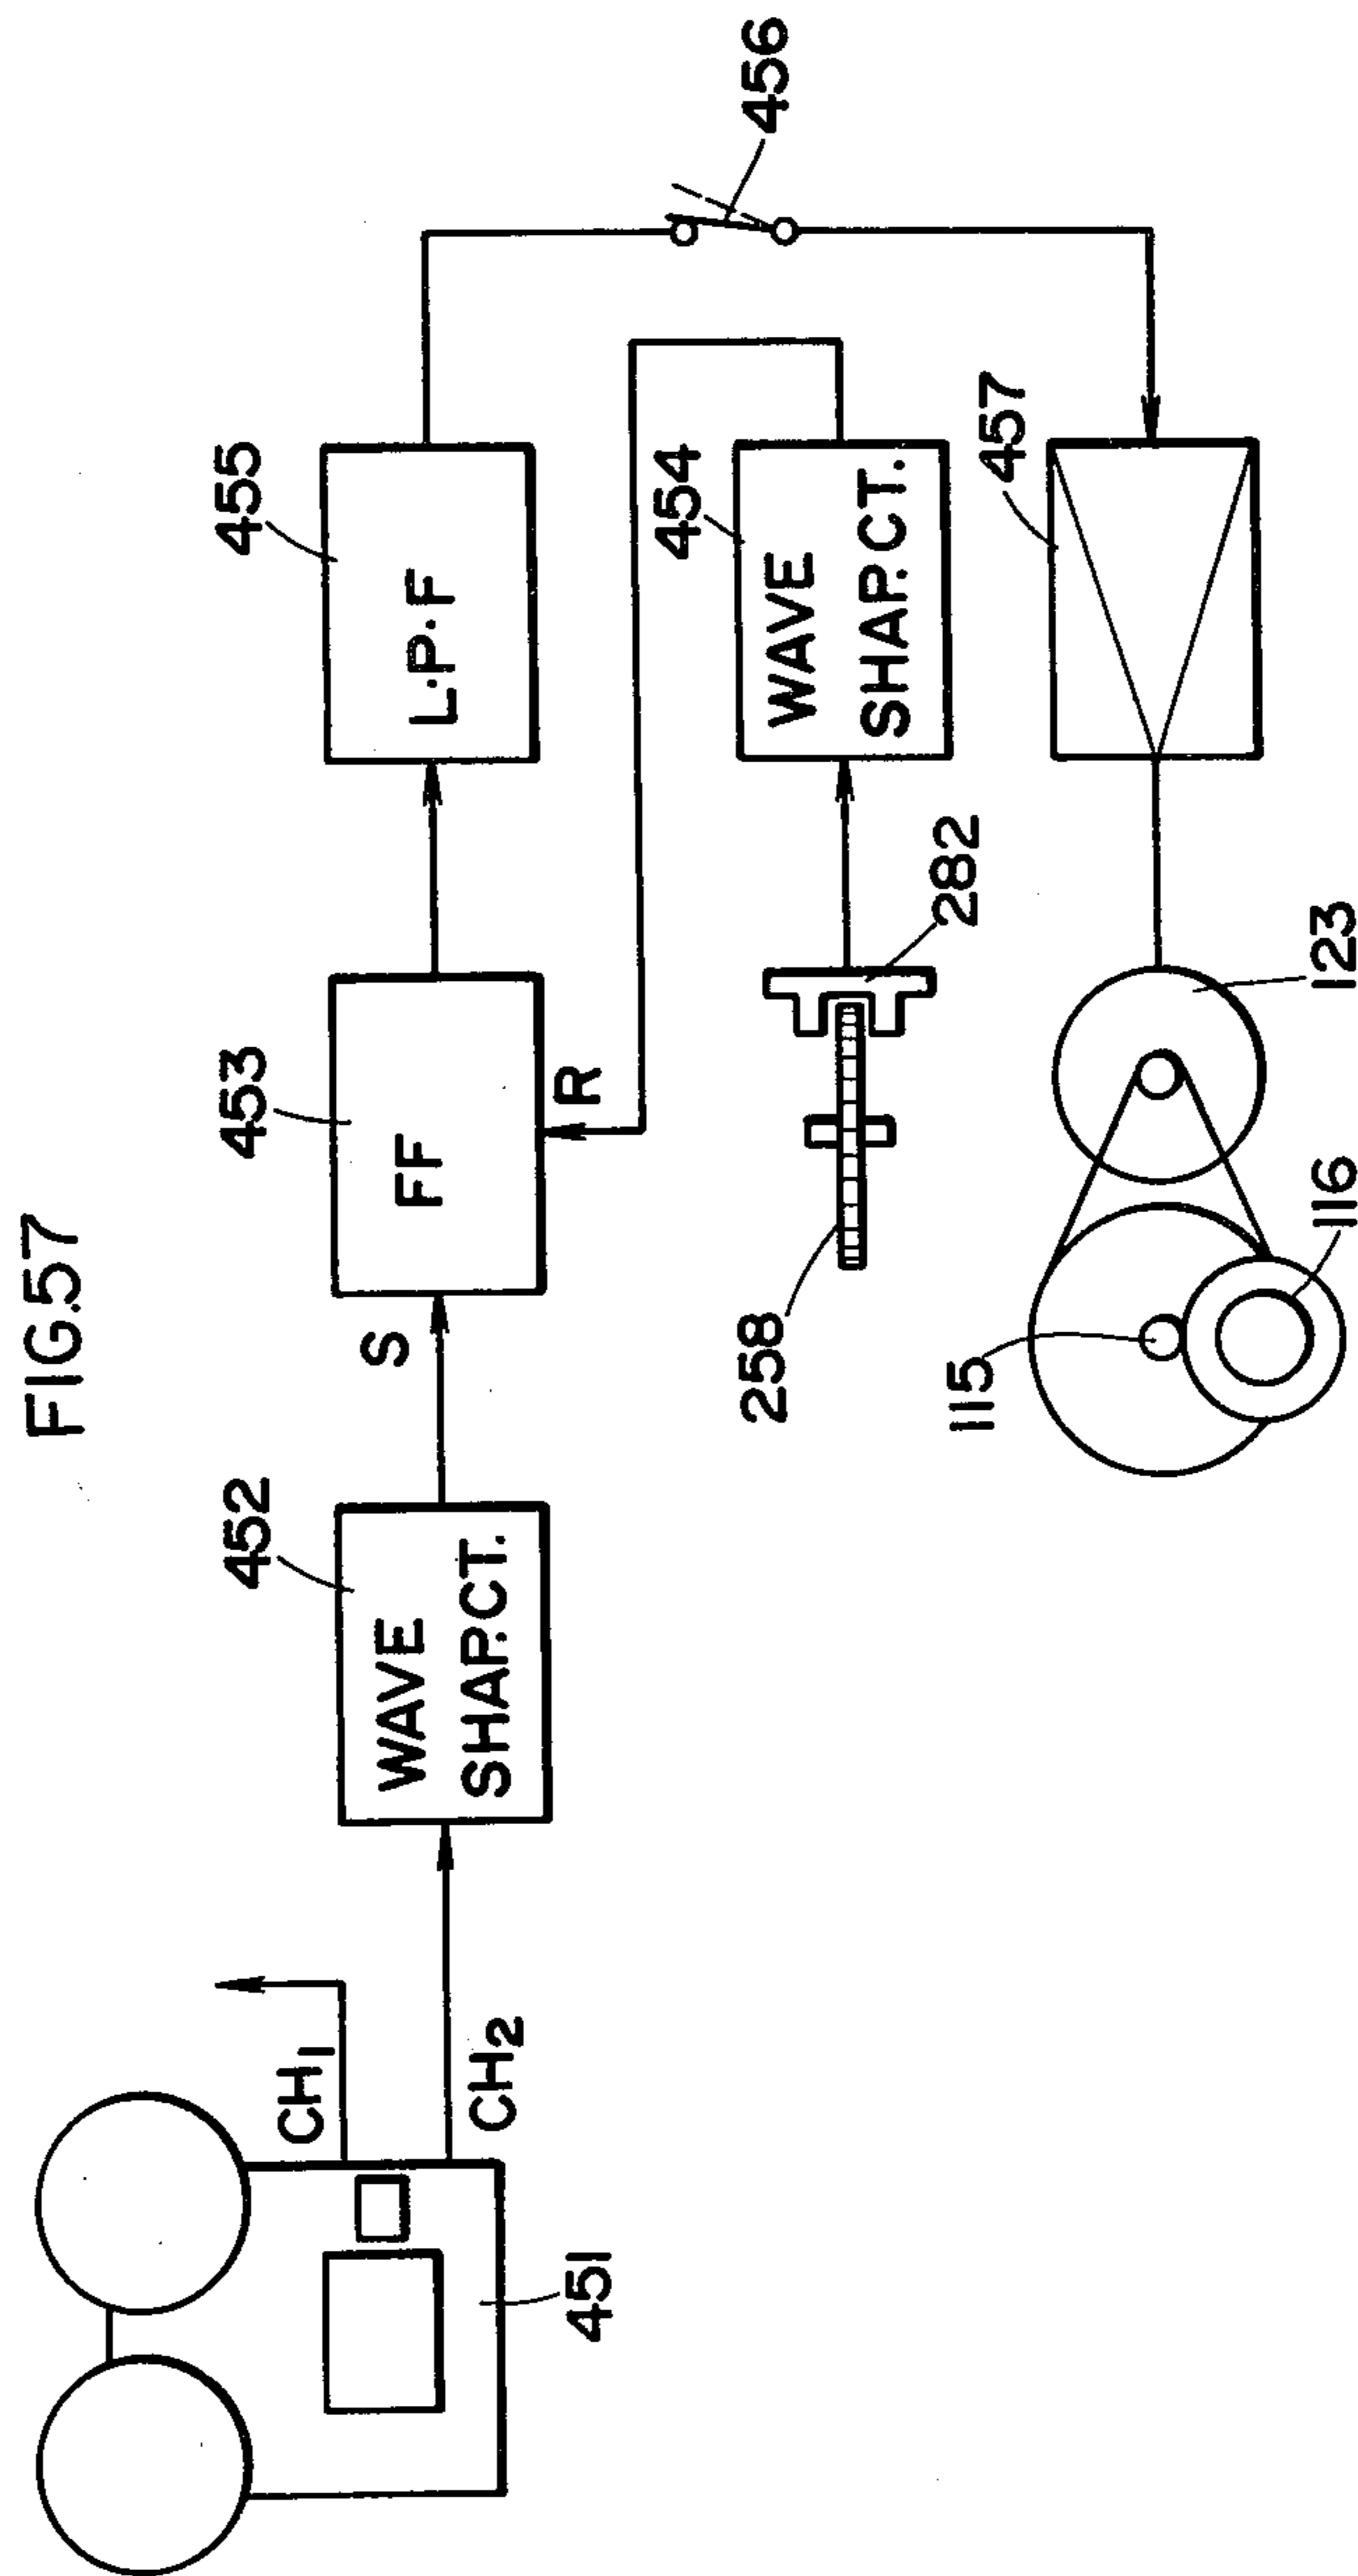 FIG.57
451
CH1
CH2
452
WAVE
SHAP.CT.
S
453
FF
R
455
L.P.F
456
454
WAVE
SHAP.CT.
258
282
457
115
116
123